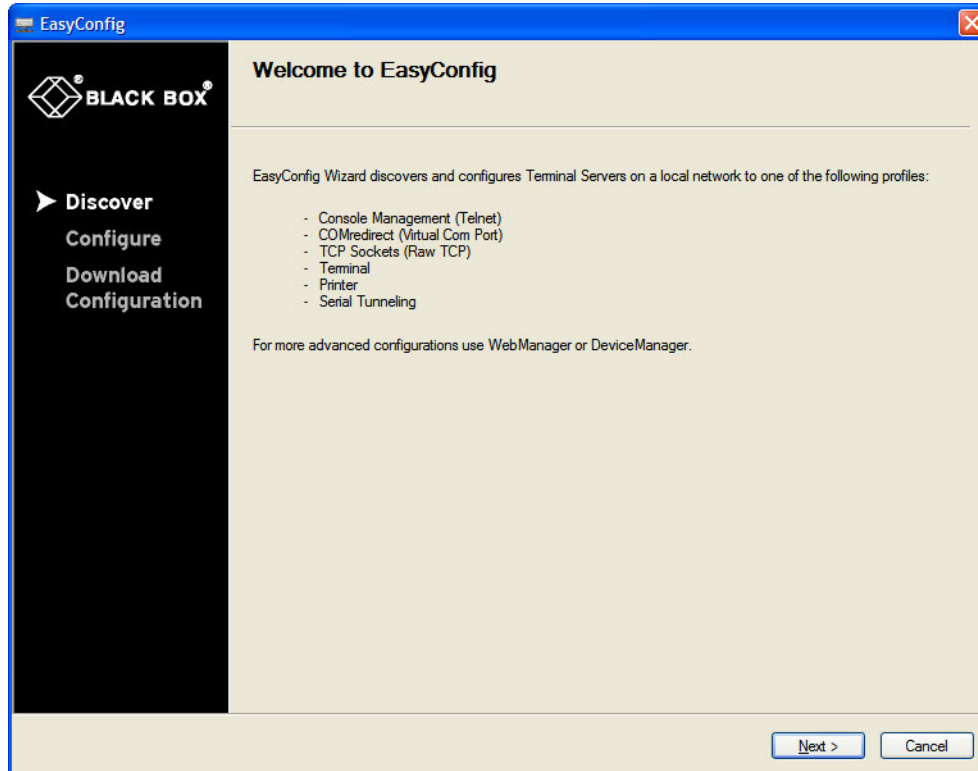 EasyConfig
BLACK BOX
®
®
Discover
Configure
Download
Configuration
Welcome to EasyConfig
EasyConfig Wizard discovers and configures Terminal Servers on a local network to one of the following profiles:
- Console Management (Telnet)
- COMredirect (Virtual Com Port)
- TCP Sockets (Raw TCP)
- Terminal
- Printer
- Serial Tunneling
For more advanced configurations use WebManager or DeviceManager.
Next >
Cancel